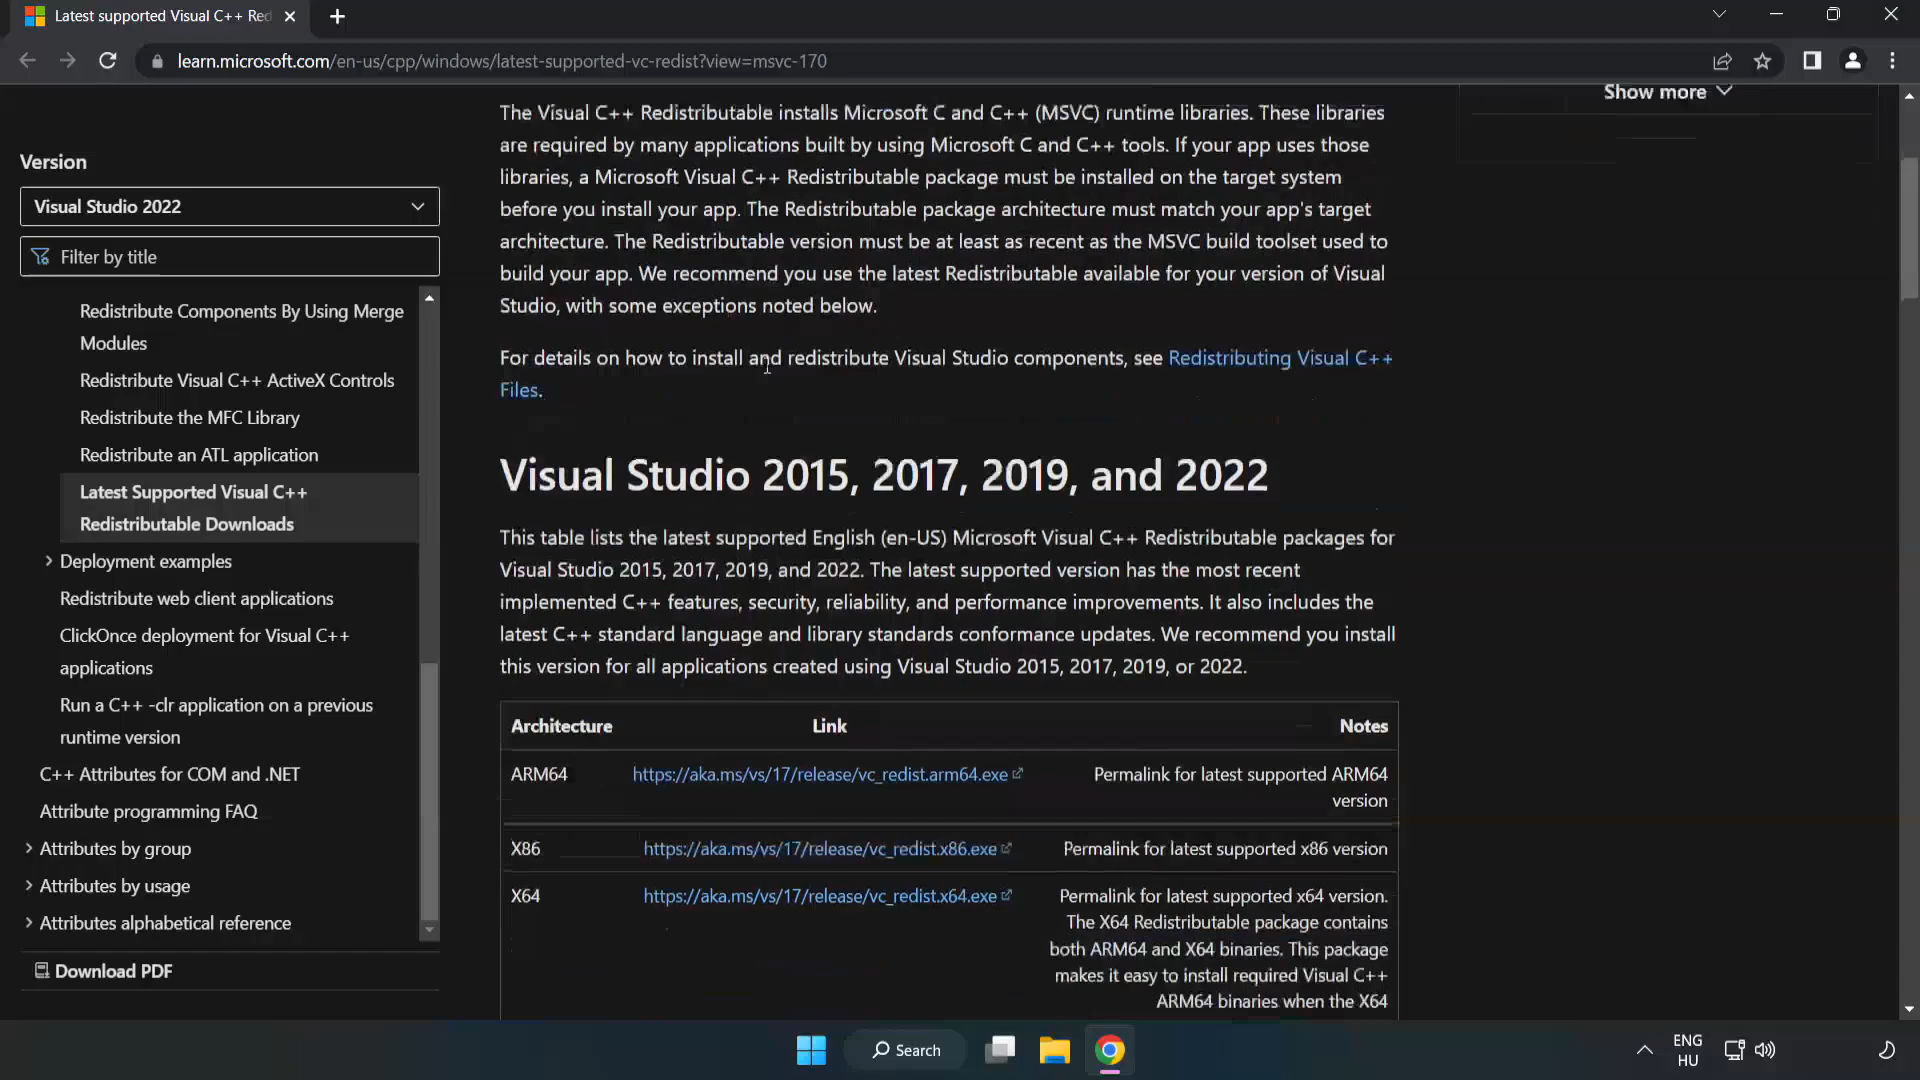 Latest supported Visual C++ Red
learn.microsoft.com/en-us/cpp/windows/latest-supported-vc-redist?view=msvc-170
Version
Visual Studio 2022
Filter by title
Redistribute Components By Using Merge
Modules
Redistribute Visual C++ ActiveX Controls
Redistribute the MFC Library
Redistribute an ATL application
Latest Supported Visual C++
Redistributable Downloads
Deployment examples
Redistribute web client applications
ClickOnce deployment for Visual C++
applications
Run a C++ -clr application on a previous
runtime version
C++ Attributes for COM and .NET
Attribute programming FAQ
Attributes by group
Attributes by usage
Attributes alphabetical reference
Download PDF
The Visual C++ Redistributable installs Microsoft C and C++ (MSVC) runtime libraries. These libraries
are required by many applications built by using Microsoft C and C++ tools. If your app uses those
libraries, a Microsoft Visual C++ Redistributable package must be installed on the target system
before you install your app. The Redistributable package architecture must match your app's target
architecture. The Redistributable version must be at least as recent as the MSVC build toolset used to
build your app. We recommend you use the latest Redistributable available for your version of Visual
Studio, with some exceptions noted below.
For details on how to install and redistribute Visual Studio components, see Redistributing Visual C++
Files.
Visual Studio 2015, 2017, 2019, and 2022
This table lists the latest supported English (en-US) Microsoft Visual C++ Redistributable packages for
Visual Studio 2015, 2017, 2019, and 2022. The latest supported version has the most recent
implemented C++ features, security, reliability, and performance improvements. It also includes the
latest C++ standard language and library standards conformance updates. We recommend you install
this version for all applications created using Visual Studio 2015, 2017, 2019, or 2022.
Architecture Link Notes
ARM64 https://aka.ms/vs/17/release/vc_redist.arm64.exe Permalink for latest supported ARM64
version
X86 https://aka.ms/vs/17/release/vc_redist.x86.exe Permalink for latest supported x86 version
X64 https://aka.ms/vs/17/release/vc_redist.x64.exe Permalink for latest supported x64 version.
The X64 Redistributable package contains
both ARM64 and X64 binaries. This package
makes it easy to install required Visual C++
ARM64 binaries when the X64
Show more
Search
ENG
HU